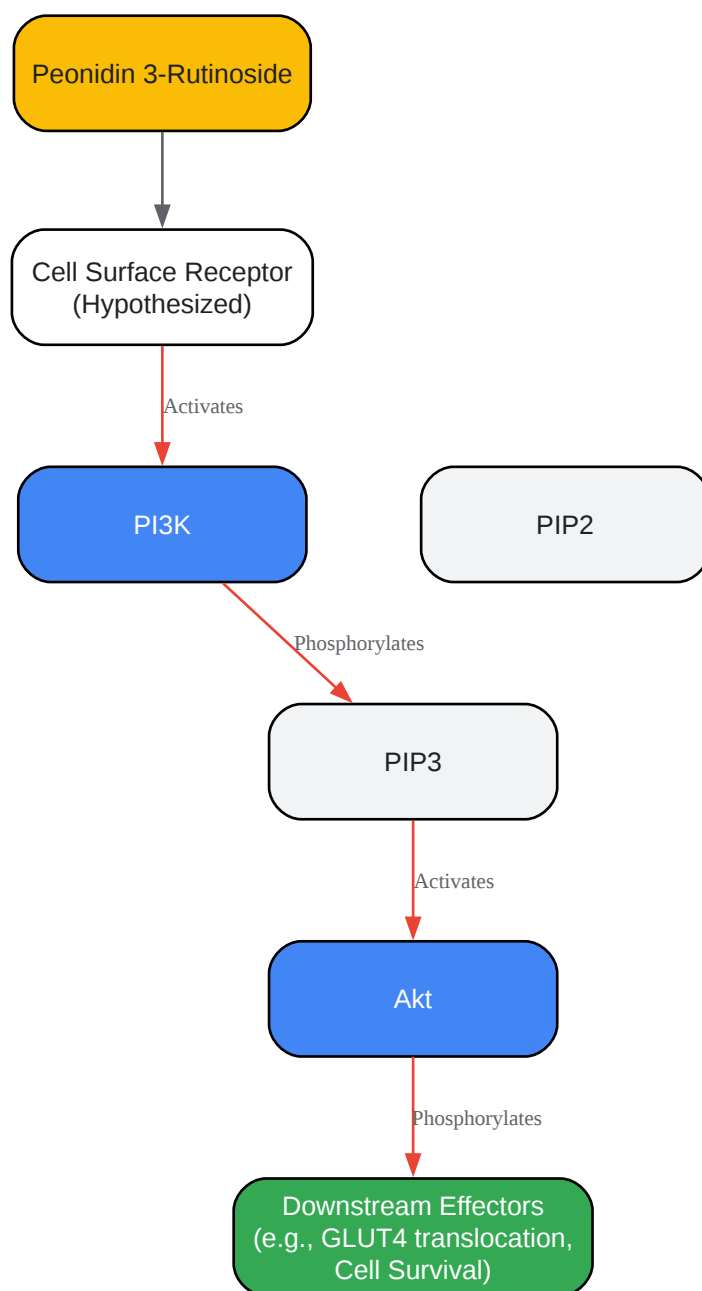 Peonidin 3-Rutinoside
Cell Surface Receptor
(Hypothesized)
Activates
PI3K
PIP2
Phosphorylates
PIP3
Activates
Akt
Phosphorylates
Downstream Effectors
(e.g., GLUT4 translocation,
Cell Survival)